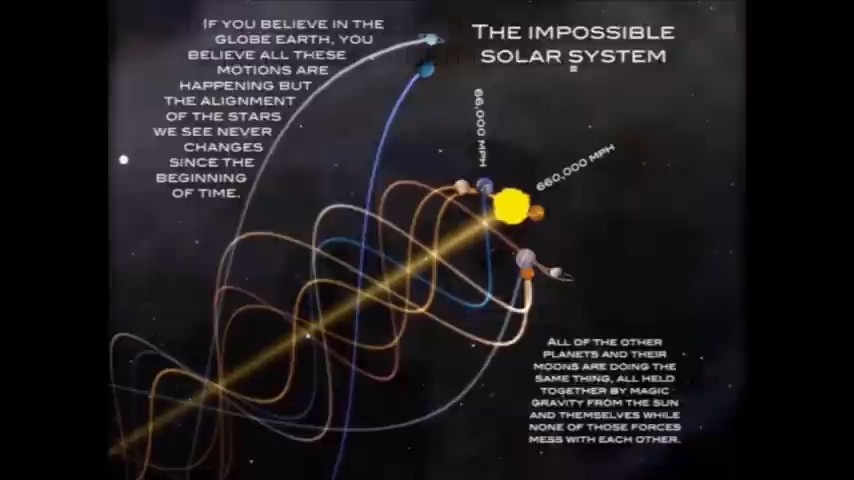 IF YOU BELIEVE IN THE
GLOBE EARTH, YOU
BELIEVE ALL THESE
MOTIONS ARE
HAPPENING BUT
THE ALIGNMENT
OF THE STARS
WE SEE NEVER
CHANGES
SINCE THE
BEGINNING
OF TIME.
THE IMPOSSIBLE
SOLAR SYSTEM
66,000 MPH
660,000 MPH
ALL OF THE OTHER
PLANETS AND THEIR
MOONS ARE DOING THE
SAME THING, ALL HELD
TOGETHER BY MAGIC
GRAVITY FROM THE SUN
AND THEMSELVES WHILE
NONE OF THOSE FORCES
MESS WITH EACH OTHER.